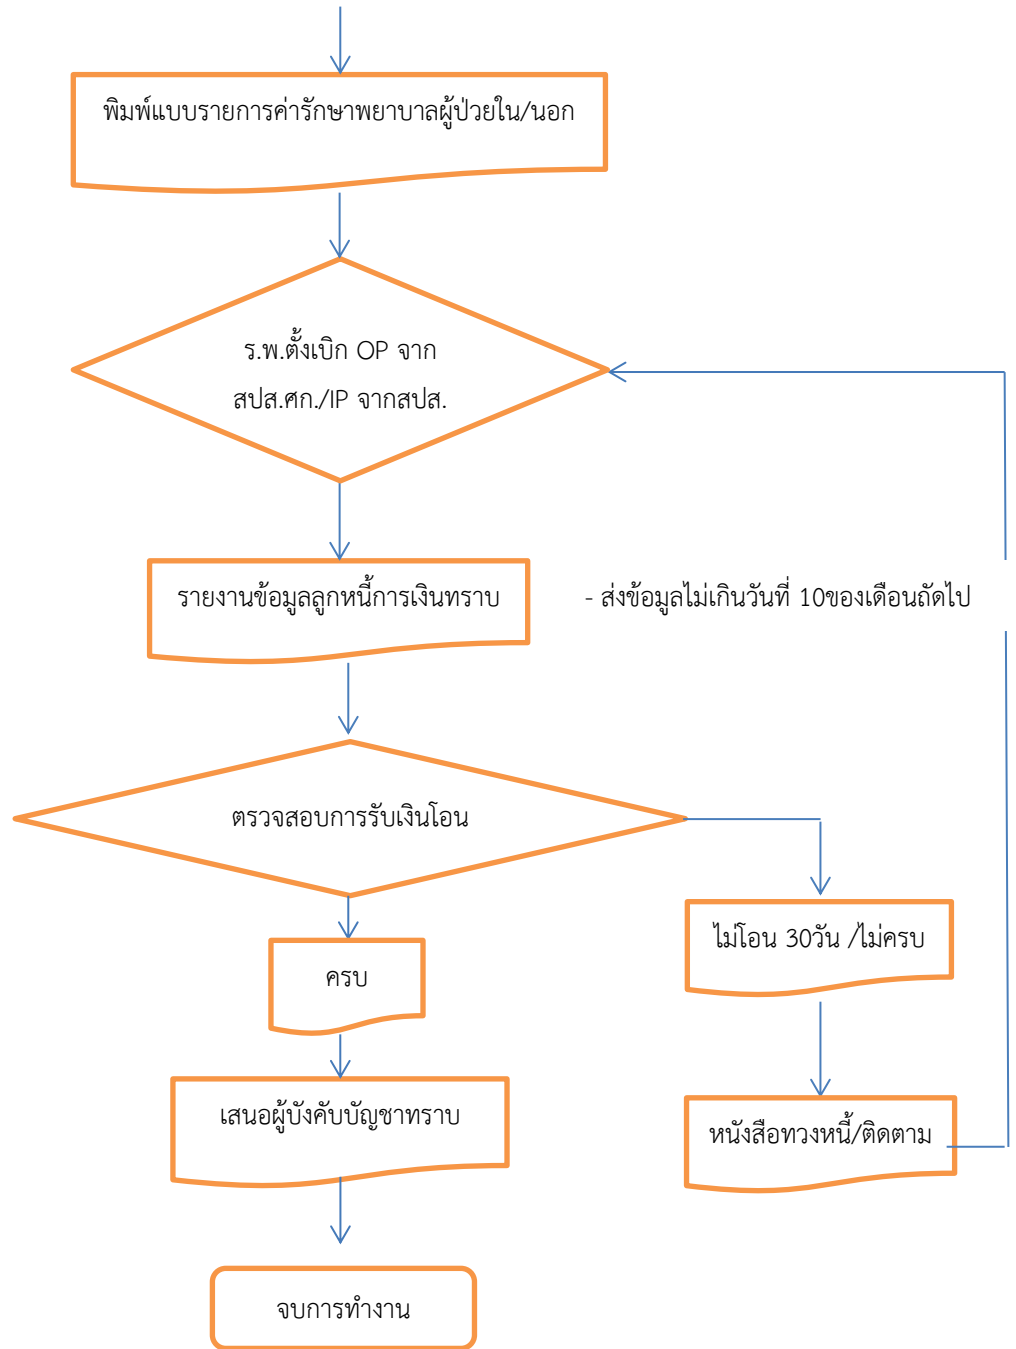 พิมพ์แบบรายการค่ารักษาพยาบาลผู้ป่วยใน/นอก
ร.พ.ตั้งเบิก OP จาก
สปส.ศก./IP จากสปส.
รายงานข้อมูลลูกหนี้การเงินทราบ
- ส่งข้อมูลไม่เกินวันที่ 10ของเดือนถัดไป
ตรวจสอบการรับเงินโอน
ไม่โอน 30วัน /ไม่ครบ
ครบ
เสนอผู้บังคับบัญชาทราบ
หนังสือทวงหนี้/ติดตาม
จบการทำงาน